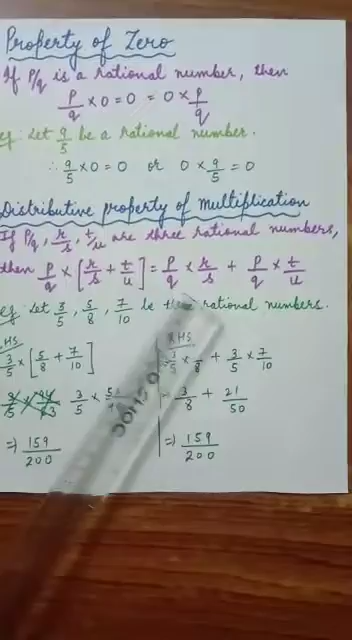 Property of Zero
If P/q is a rational number, then
p/q × 0 = 0 = 0 × p/q
eg: Let 9/5 be a rational number.
∴ 9/5 × 0 = 0 or 0 × 9/5 = 0
Distributive property of multiplication
If P/q, r/s, t/u are three rational numbers,
then p/q × [r/s + t/u] = p/q × r/s + p/q × t/u
eg: Let 3/5, 5/8, 7/10 be rational numbers.
LHS RHS
3/5 × [5/8 + 7/10] 3/5 × /8 + 3/5 × 7/10
3/5 × = 3/8 + 21/50
⇒ 159/200 ⇒ 159/200